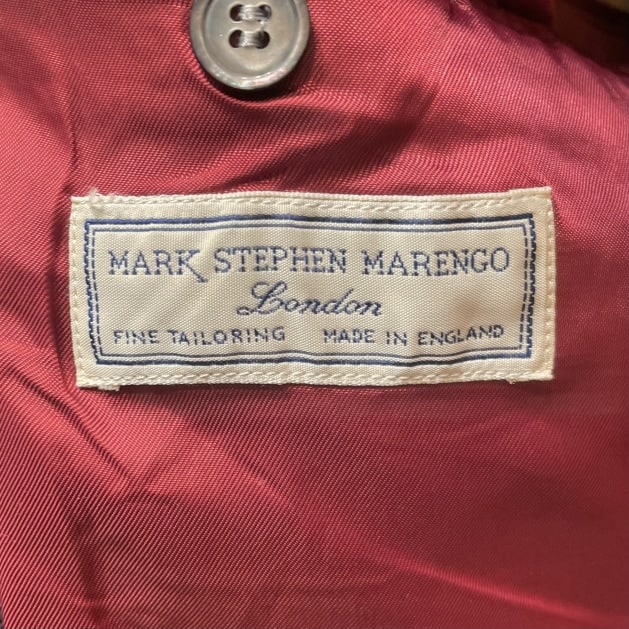 MARK STEPHEN MARENGO
London
FINE TAILORING MADE IN ENGLAND